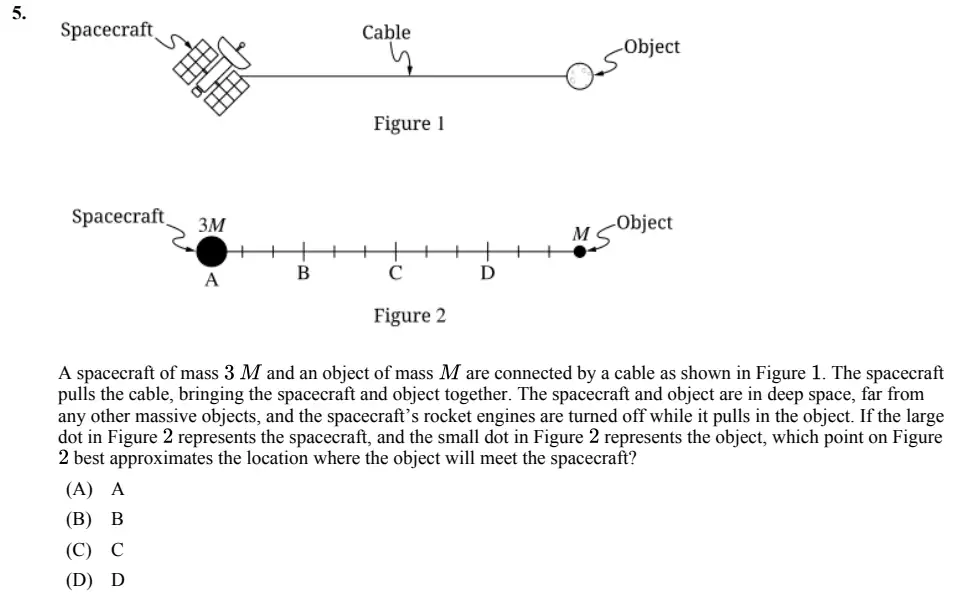 5.
Spacecraft
Cable
Object
Figure 1
Spacecraft
3M
M
Object
A
B
C
D
Figure 2
A spacecraft of mass 3 M and an object of mass M are connected by a cable as shown in Figure 1. The spacecraft
pulls the cable, bringing the spacecraft and object together. The spacecraft and object are in deep space, far from
any other massive objects, and the spacecraft’s rocket engines are turned off while it pulls in the object. If the large
dot in Figure 2 represents the spacecraft, and the small dot in Figure 2 represents the object, which point on Figure
2 best approximates the location where the object will meet the spacecraft?
(A) A
(B) B
(C) C
(D) D